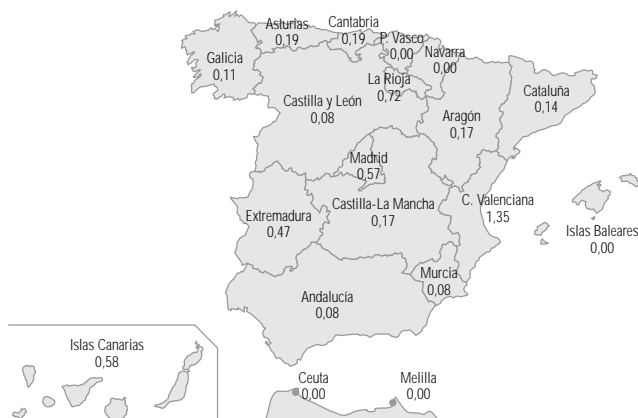 Asturias
0,19
Cantabria
0,19
P. Vasco
0,00
Navarra
0,00
Galicia
0,11
La Rioja
0,72
Cataluña
0,14
Castilla y León
0,08
Aragón
0,17
Madrid
0,57
C. Valenciana
1,35
Castilla-La Mancha
0,17
Extremadura
0,47
Islas Baleares
0,00
Murcia
0,08
Andalucía
0,08
Islas Canarias
0,58
Ceuta
0,00
Melilla
0,00